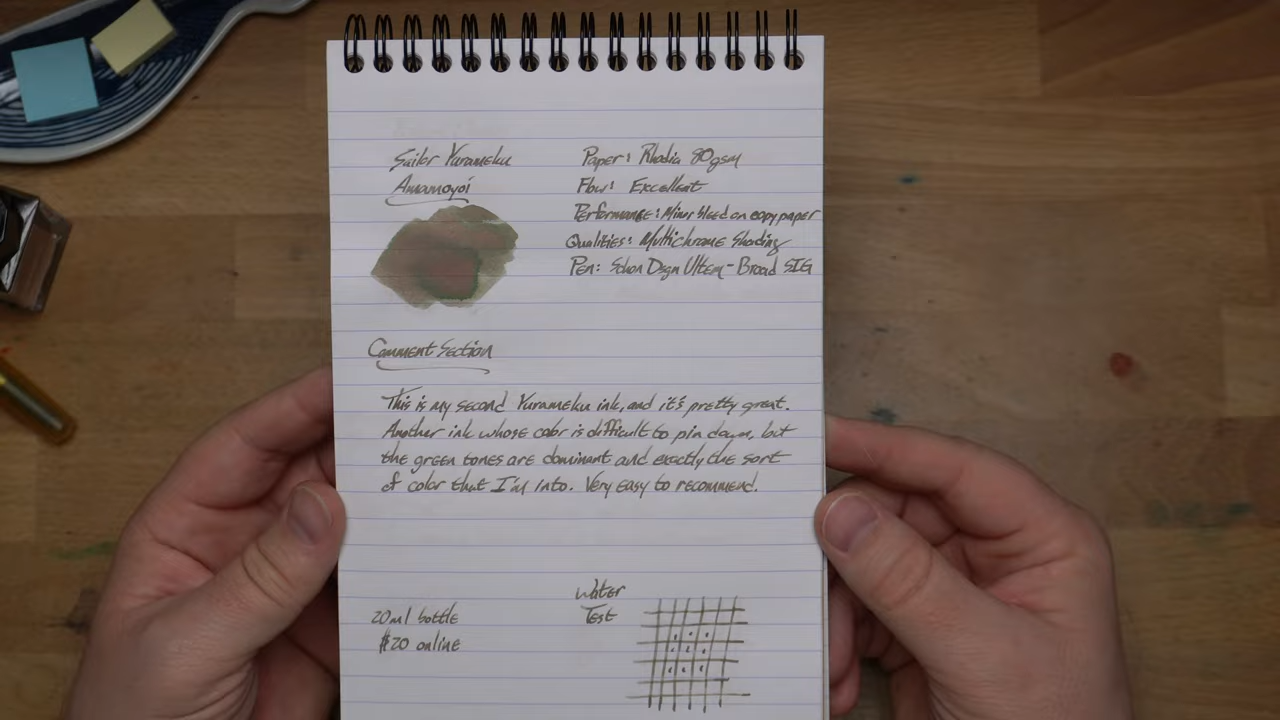 Sailor Yurameku
Amamoyoi
Paper: Rhodia 80gsm
Flow: Excellent
Performance: Minor bleed on copy paper
Qualities: Multichrome Shading
Pen: Schon Dsgn Ultem - Broad SIG
Comment Section
This is my second Yurameku ink, and it's pretty great.
Another ink whose color is difficult to pin down, but
the green tones are dominant and exactly the sort
of color that I'm into. Very easy to recommend.
20ml bottle
$20 online
Water
Test